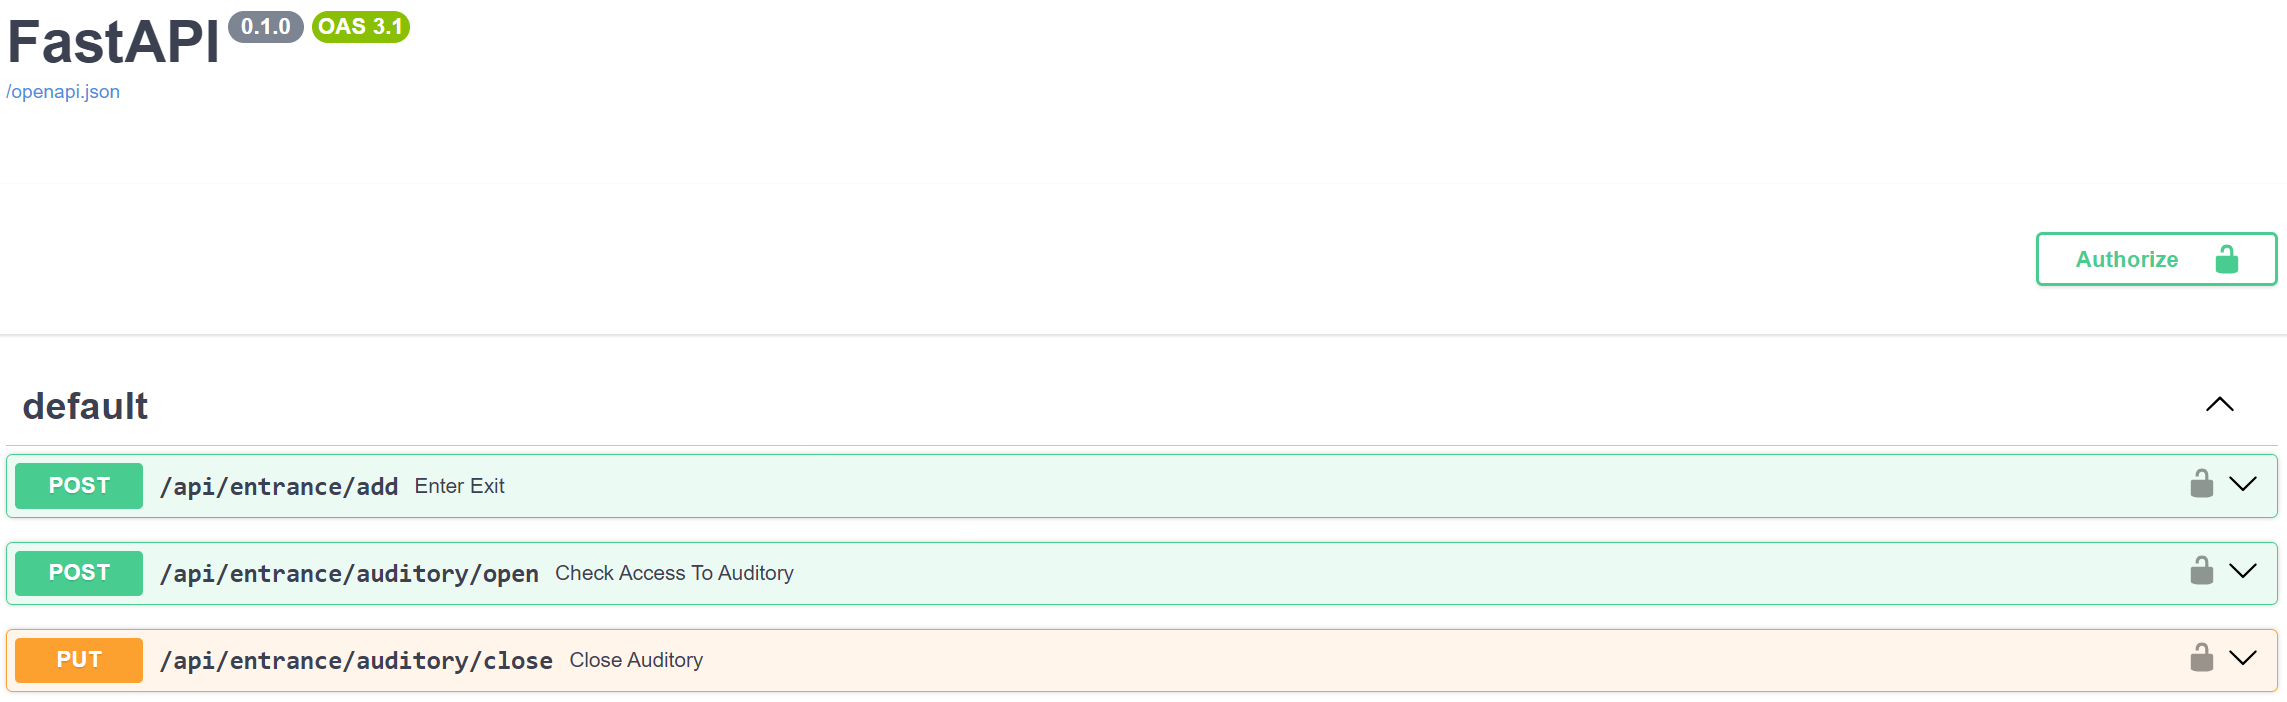 FastAPI 0.1.0 OAS 3.1
/openapi.json
Authorize
default
POST /api/entrance/add Enter Exit
POST /api/entrance/auditory/open Check Access To Auditory
PUT /api/entrance/auditory/close Close Auditory